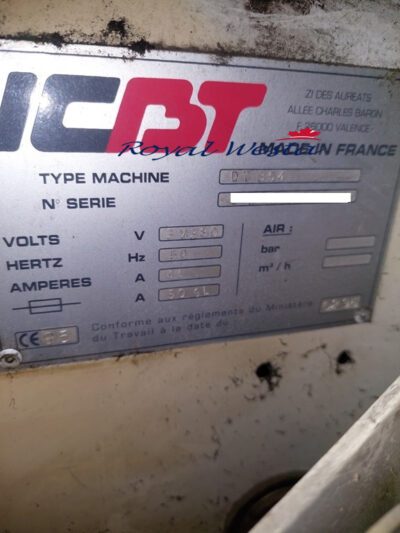 ICBT
ZI DES AUREATS
ALLEE CHARLES BARON
F-26000 VALENCE
Royal Wester
MADE IN FRANCE
TYPE MACHINE
N° SERIE
VOLTS V
HERTZ Hz
AMPERES A
A
AIR :
bar
m³ / h
CE
Conforme aux règlements du Ministère
du Travail à la date du